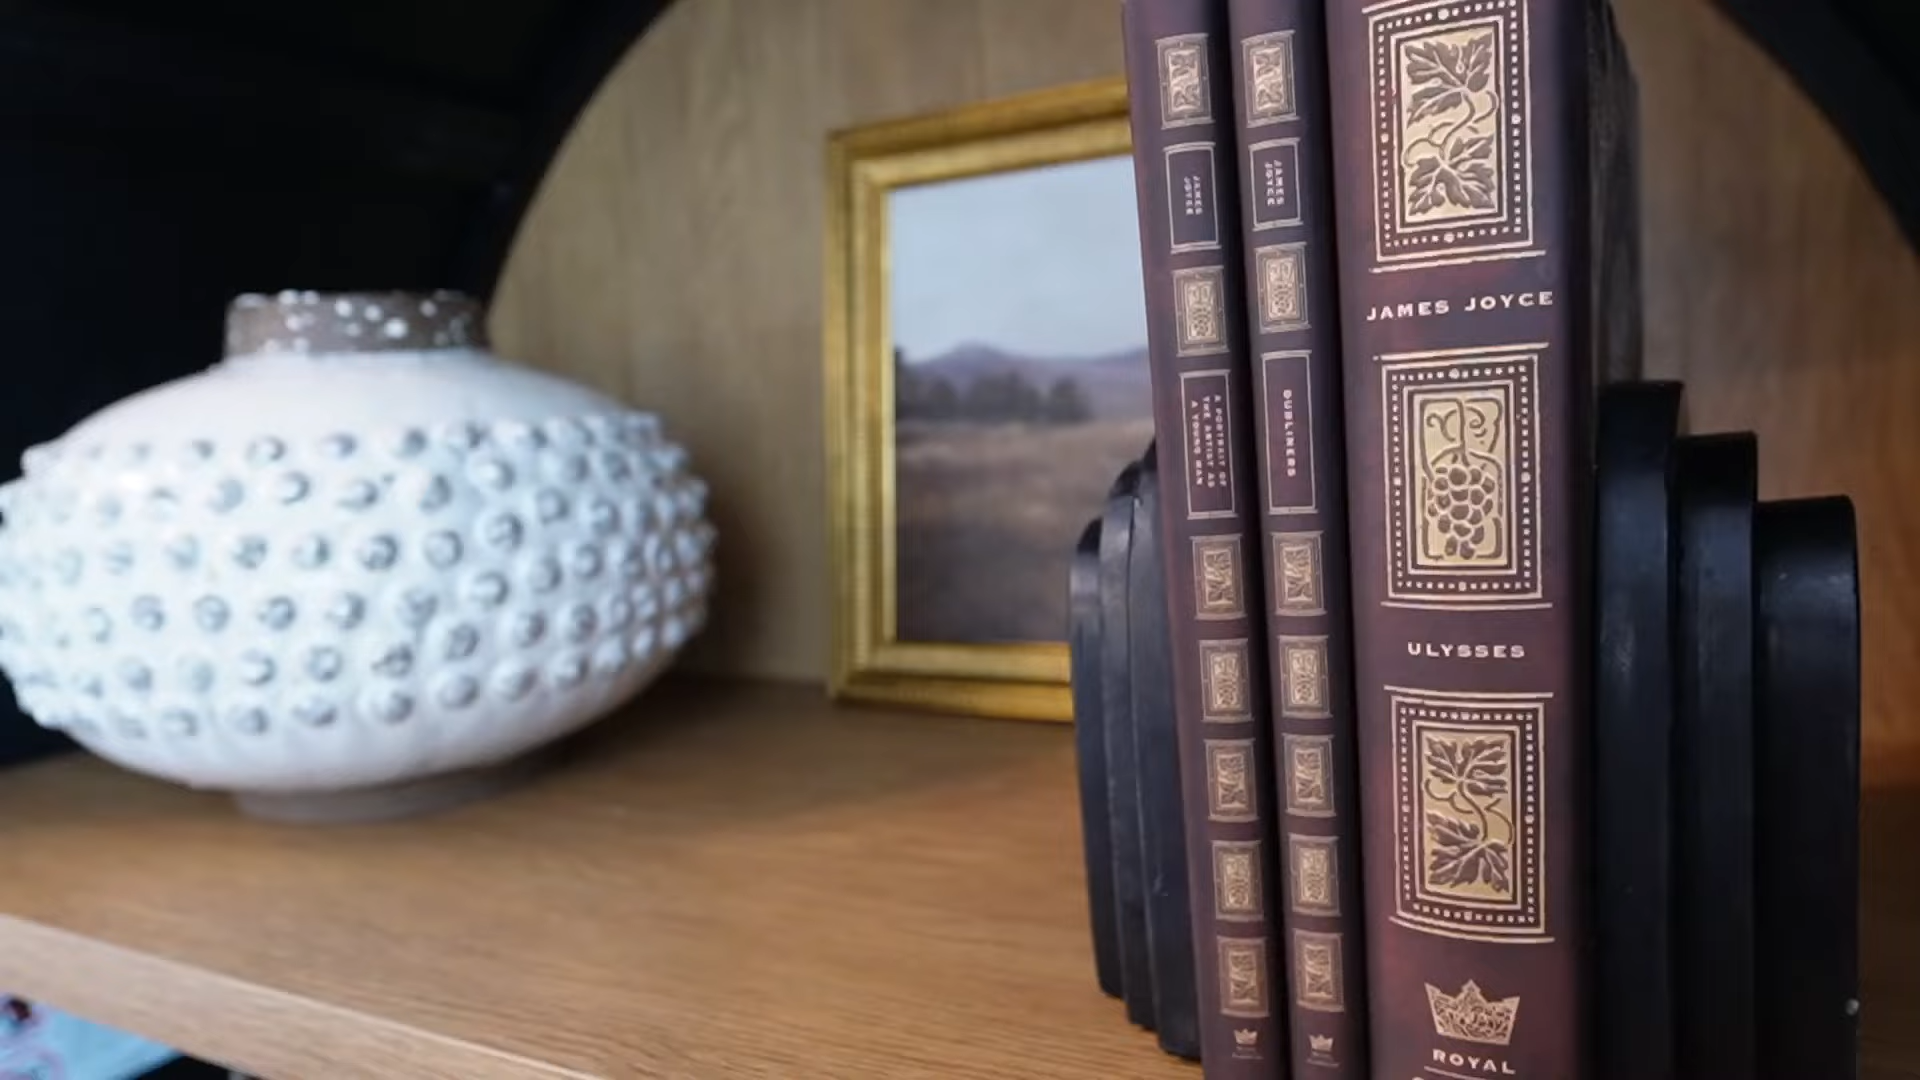 JAMES
JOYCE
A PORTRAIT OF
THE ARTIST AS
A YOUNG MAN
JAMES
JOYCE
DUBLINERS
JAMES JOYCE
ULYSSES
ROYAL